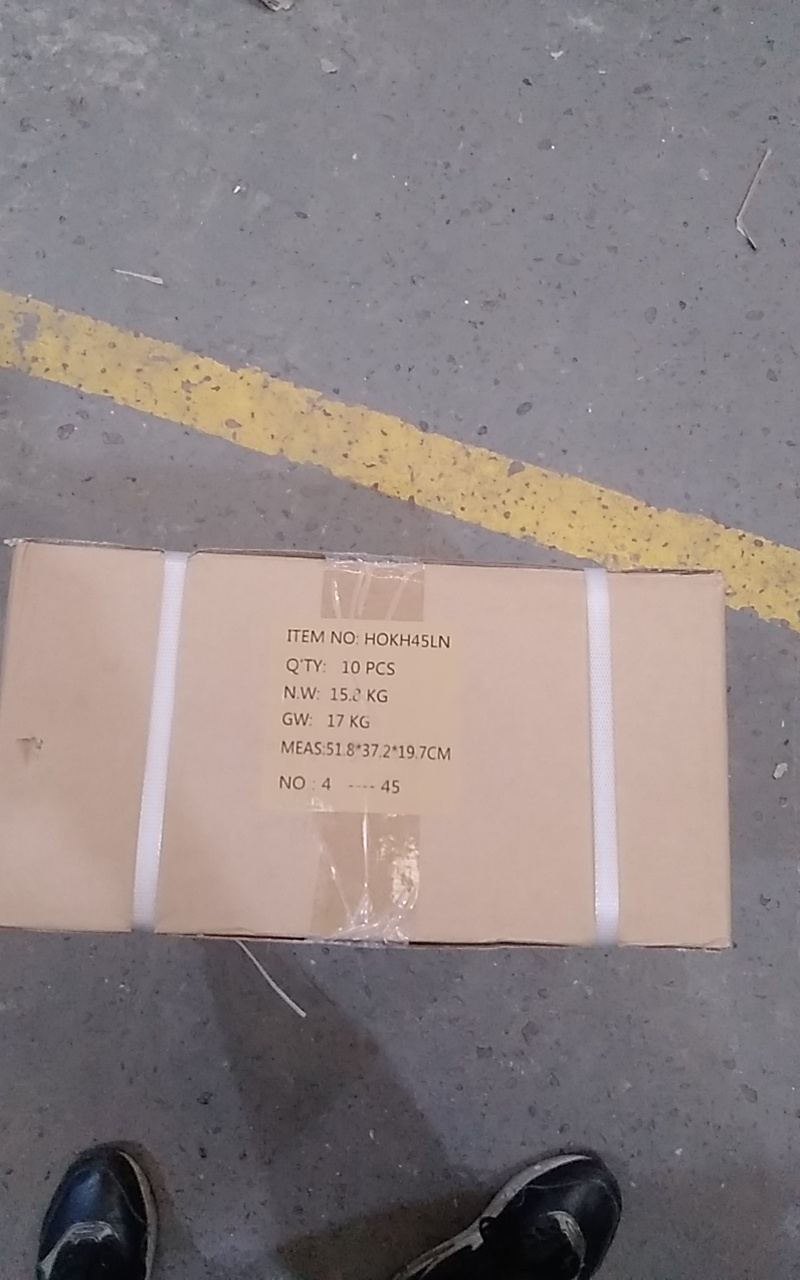 ITEM NO: HOKH45LN
Q'TY: 10 PCS
N.W: KG
GW: 17 KG
MEAS:51.8*37.2*19.7CM
NO : 4 ---- 45